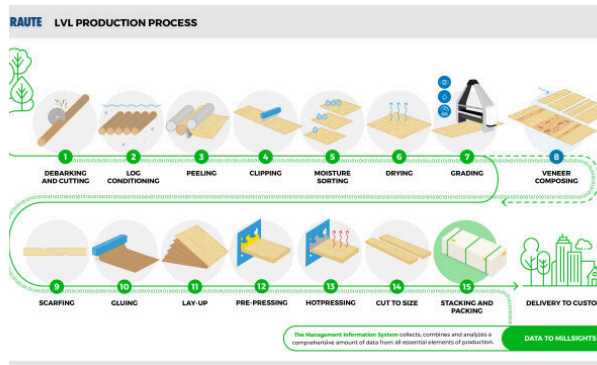 RAUTE LVL PRODUCTION PROCESS
1 2 3 4 5 6 7 8
DEBARKING
AND CUTTING
LOG
CONDITIONING
PEELING
CLIPPING
MOISTURE
SORTING
DRYING
GRADING
VENEER
COMPOSING
9 10 11 12 13 14 15
SCARFING
GLUING
LAY-UP
PRE-PRESSING
HOTPRESSING
CUT TO SIZE
STACKING AND
PACKING
DELIVERY TO CUSTO
The Management Information System collects, combines and analyzes a
comprehensive amount of data from all essential elements of production.
DATA TO MILLSIGHTS